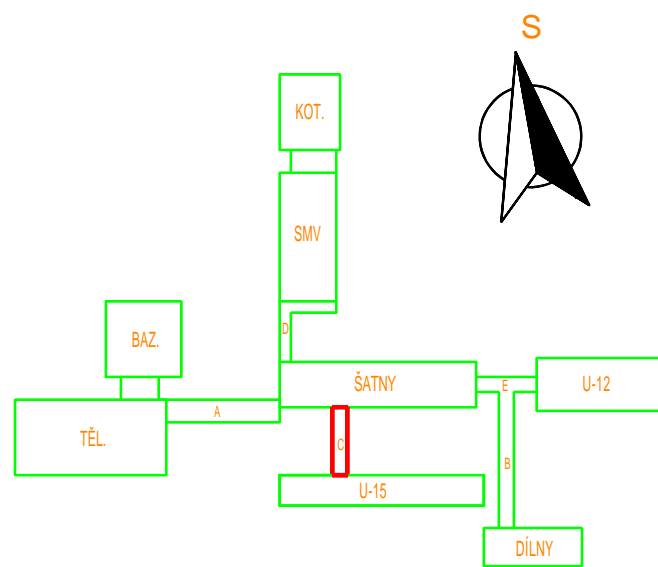 S
KOT.
SMV
D
BAZ.
ŠATNY
E
U-12
A
TĚL.
C
B
U-15
DÍLNY